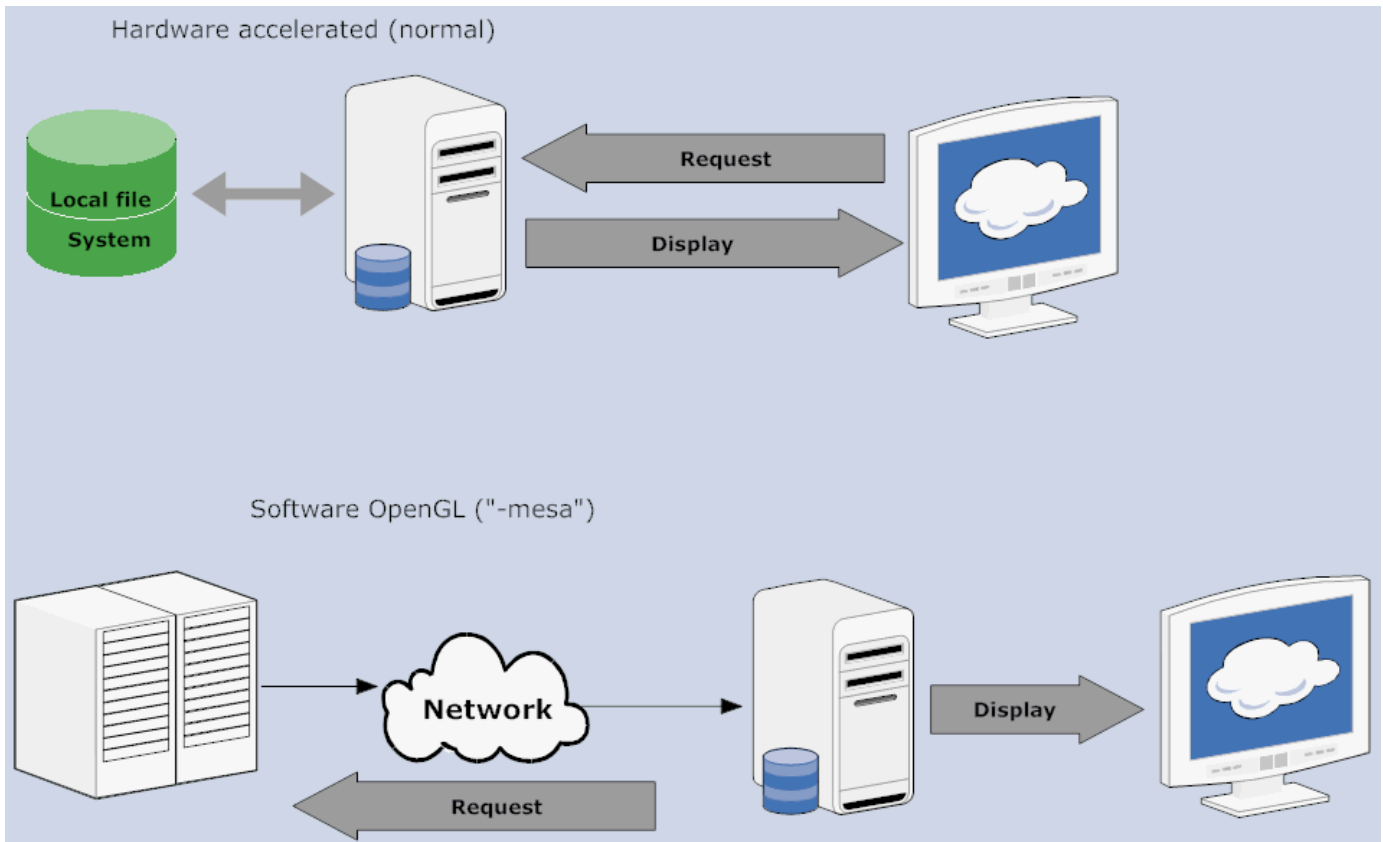 Hardware accelerated (normal)
Local file
System
Request
Display
Software OpenGL ("-mesa")
Network
Display
Request